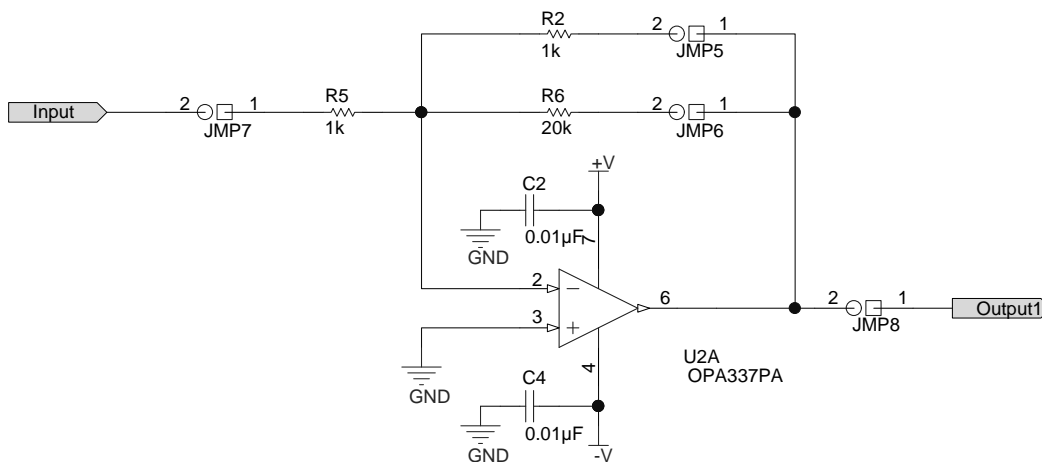 R2
2 1
1k
JMP5
Input
2 1
JMP7
R5
1k
R6
20k
2 1
JMP6
+V
C2
0.01µF
GND
7
2
−
3
+
6
GND
4
U2A
OPA337PA
C4
0.01µF
GND
-V
2 1
JMP8
Output1